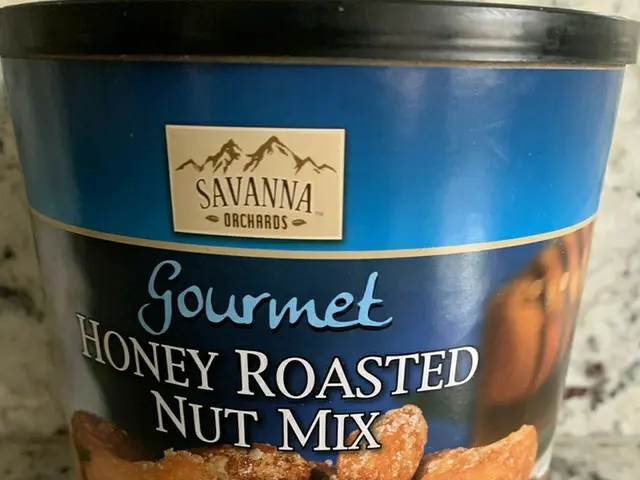 SAVANNA
ORCHARDS
Gourmet
HONEY ROASTED
NUT MIX